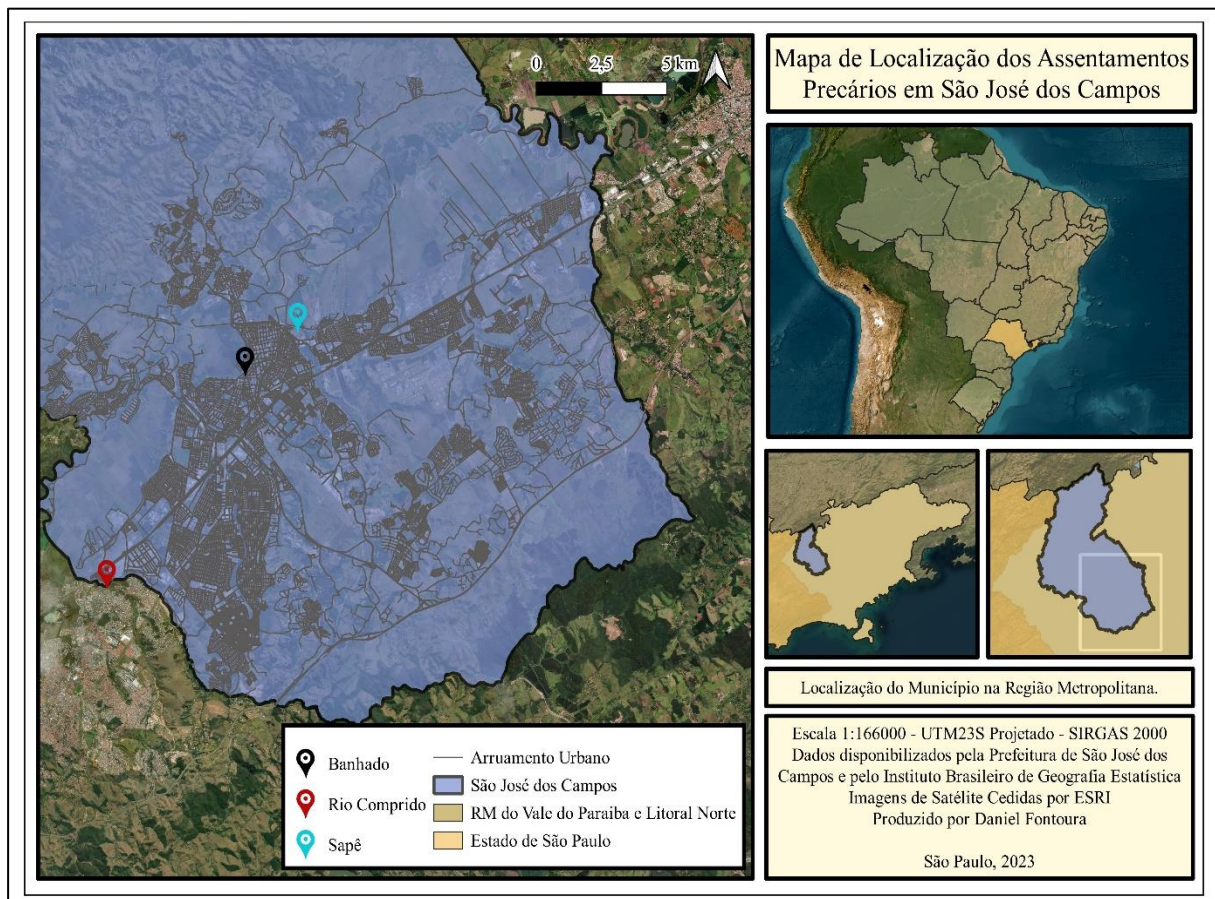 0 2,5 5 km
Banhado
Rio Comprido
Sapê
Arruamento Urbano
São José dos Campos
RM do Vale do Paraiba e Litoral Norte
Estado de São Paulo
Mapa de Localização dos Assentamentos
Precários em São José dos Campos
Localização do Município na Região Metropolitana.
Escala 1:166000 - UTM23S Projetado - SIRGAS 2000
Dados disponibilizados pela Prefeitura de São José dos
Campos e pelo Instituto Brasileiro de Geografia Estatística
Imagens de Satélite Cedidas por ESRI
Produzido por Daniel Fontoura
São Paulo, 2023